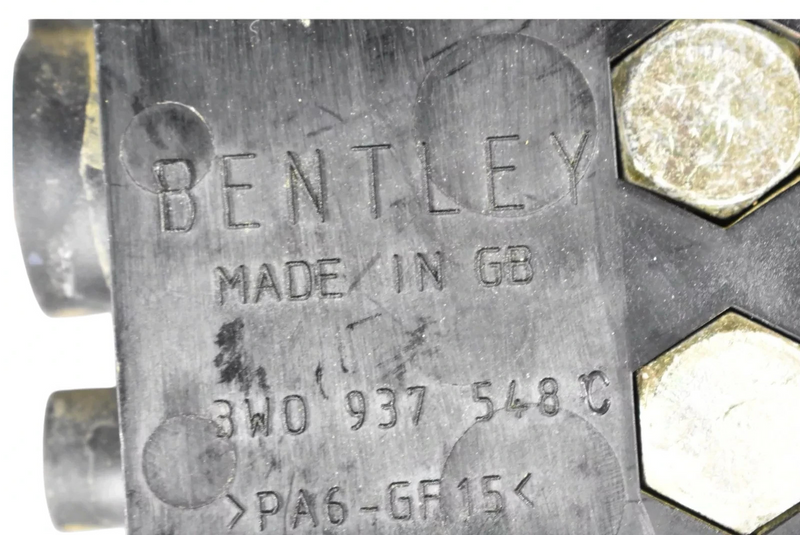 BENTLEY
MADE IN GB
3W0 937 548 C
>PA6-GF15<